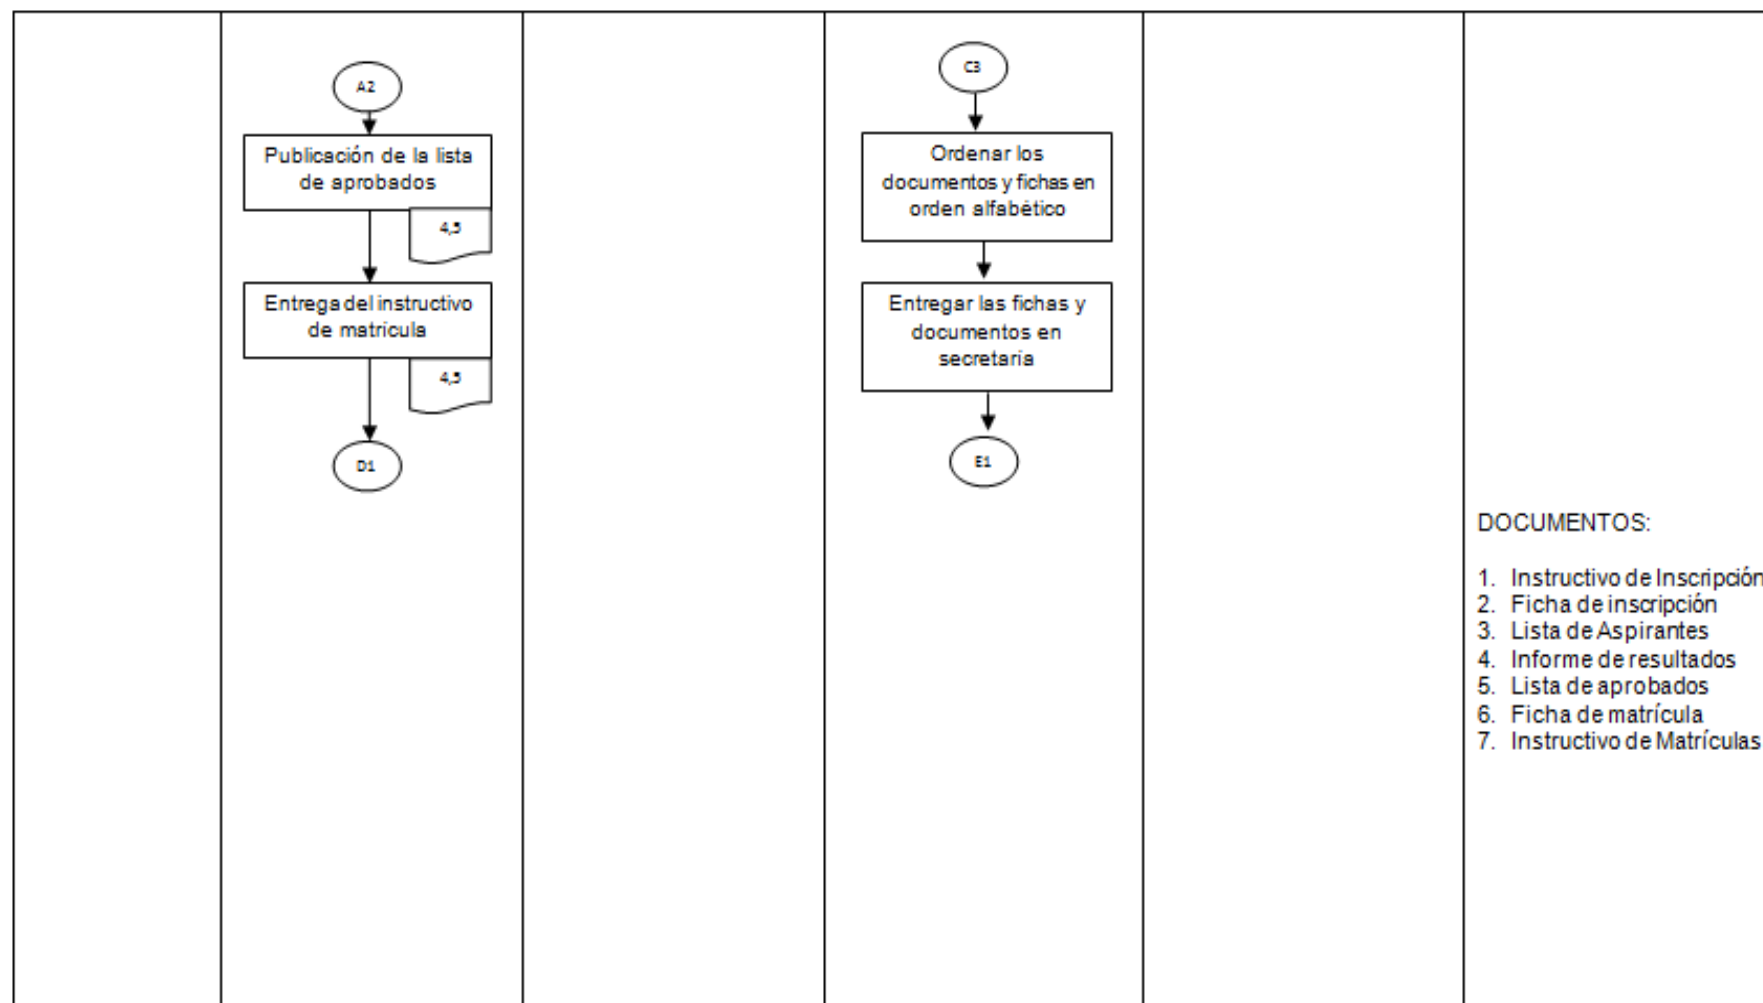 A2
Publicación de la lista
de aprobados
4,5
Entrega del instructivo
de matricula
4,5
D1
C3
Ordenar los
documentos y fichas en
orden alfabético
Entregar las fichas y
documentos en
secretaria
E1
DOCUMENTOS:
1. Instructivo de Inscripción
2. Ficha de inscripción
3. Lista de Aspirantes
4. Informe de resultados
5. Lista de aprobados
6. Ficha de matrícula
7. Instructivo de Matrículas